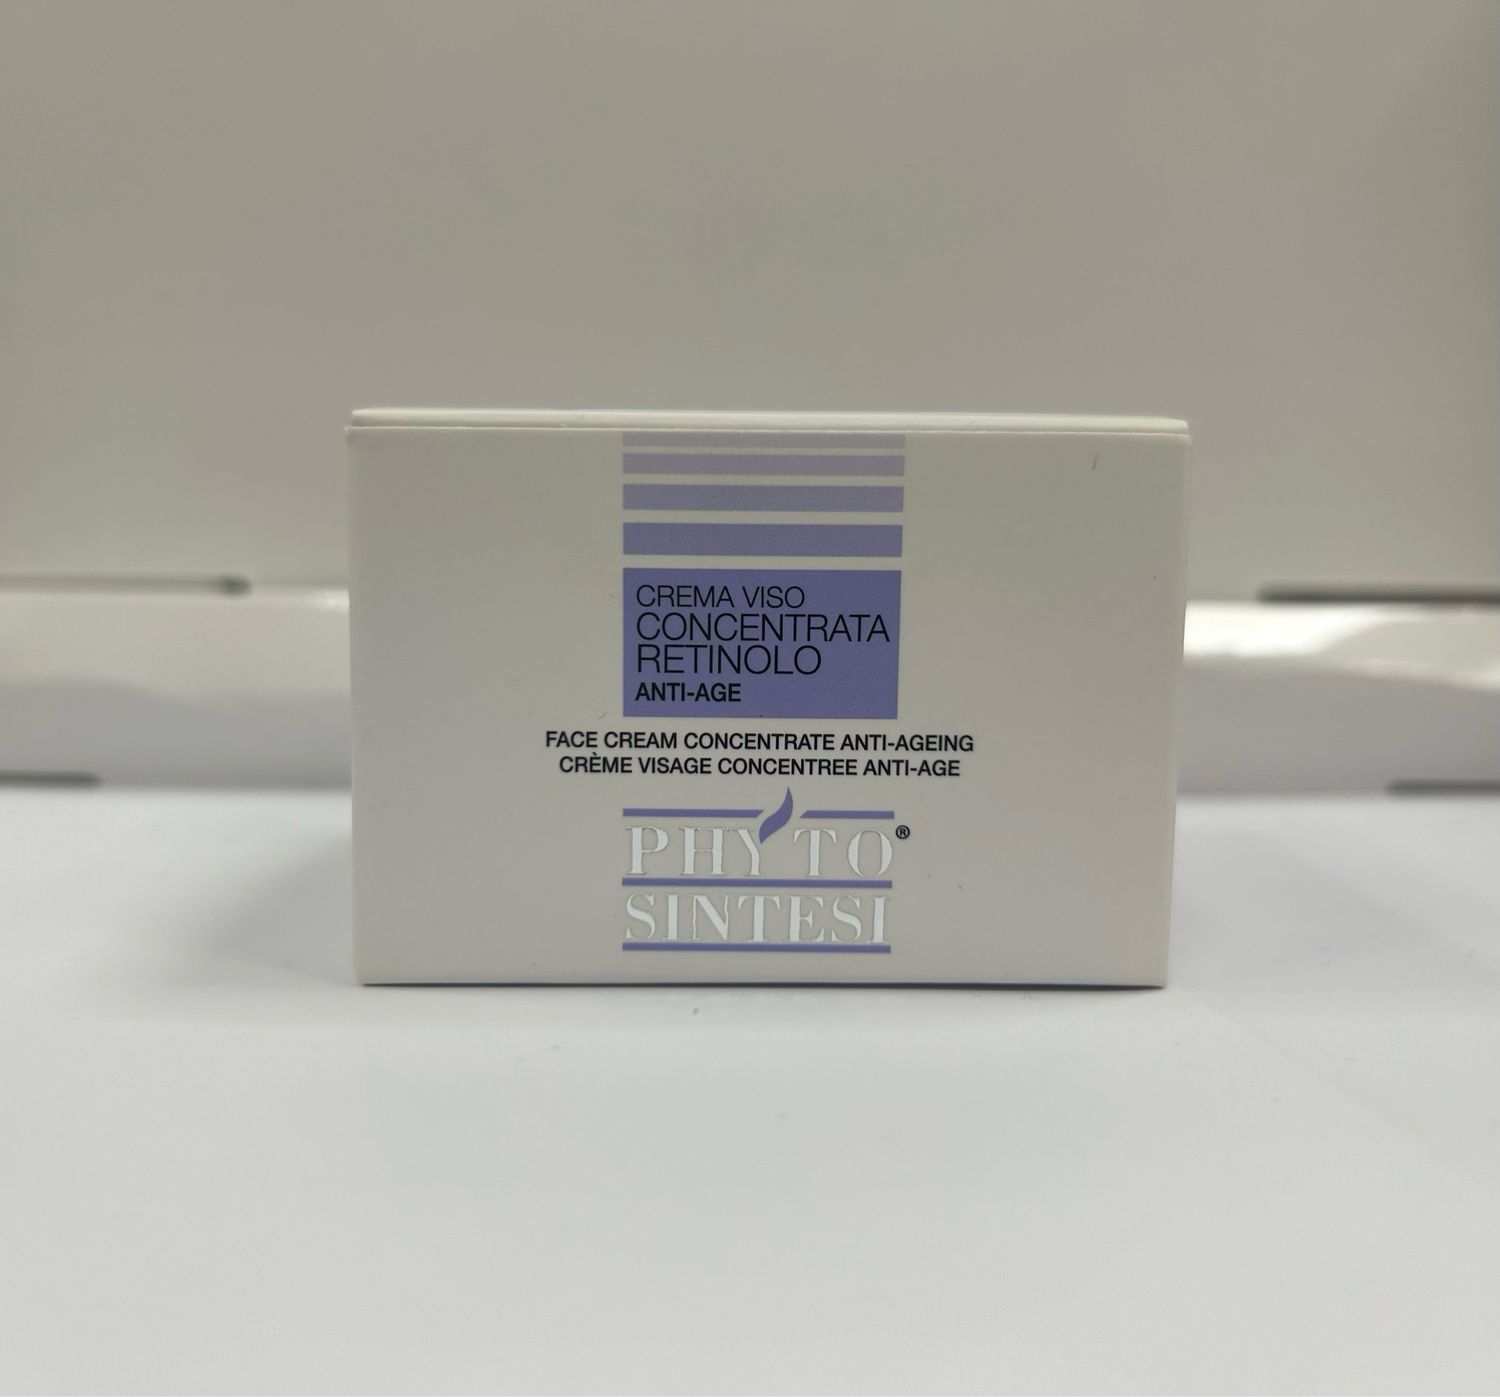 CREMA VISO
CONCENTRATA
RETINOLO
ANTI-AGE
FACE CREAM CONCENTRATE ANTI-AGEING
CRÈME VISAGE CONCENTREE ANTI-AGE
PHYTO®
SINTESI